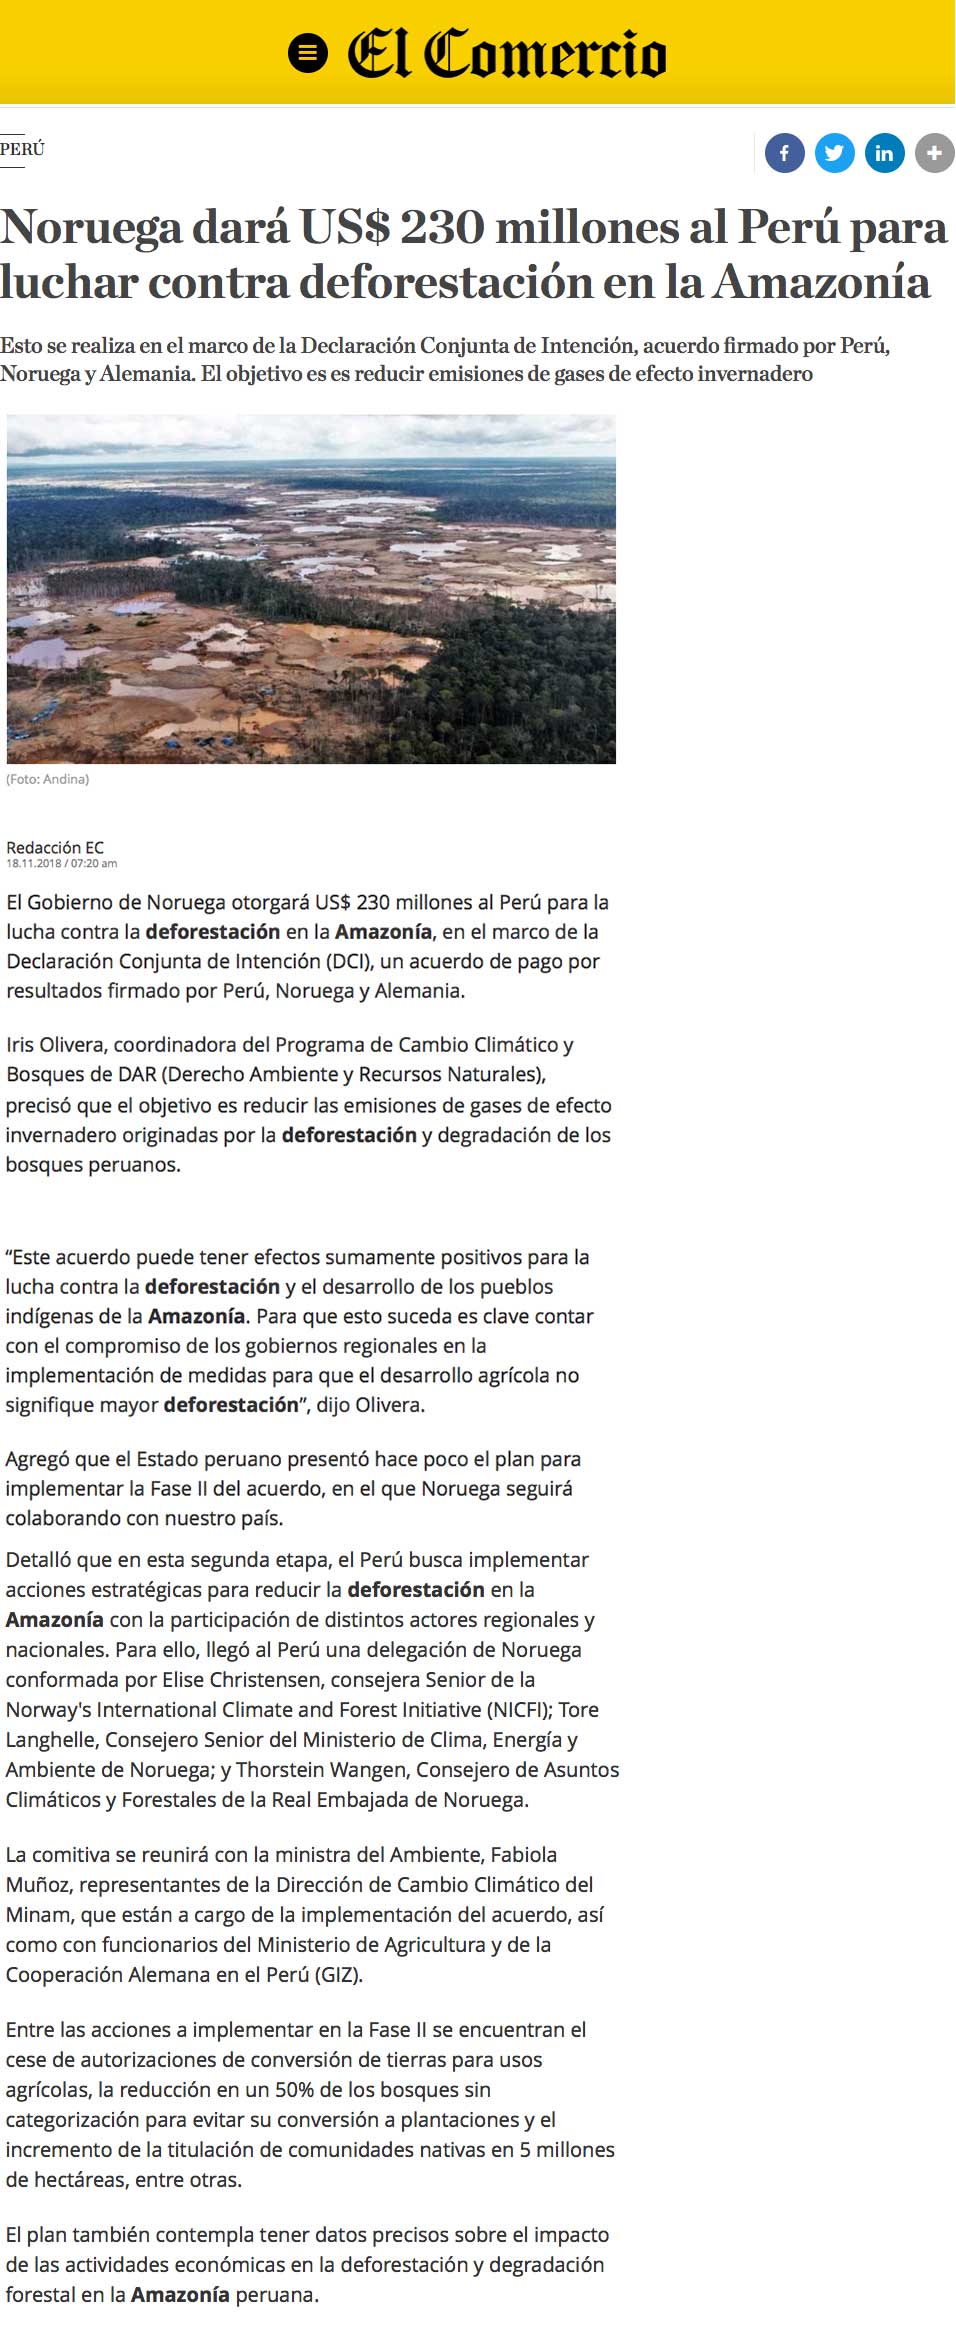 El Comercio
PERÚ
Noruega dará US$ 230 millones al Perú para
luchar contra deforestación en la Amazonía
Esto se realiza en el marco de la Declaración Conjunta de Intención, acuerdo firmado por Perú,
Noruega y Alemania. El objetivo es es reducir emisiones de gases de efecto invernadero
(Foto: Andina)
Redacción EC
18.11.2018 / 07:20 am
El Gobierno de Noruega otorgará US$ 230 millones al Perú para la
lucha contra la deforestación en la Amazonía, en el marco de la
Declaración Conjunta de Intención (DCI), un acuerdo de pago por
resultados firmado por Perú, Noruega y Alemania.
Iris Olivera, coordinadora del Programa de Cambio Climático y
Bosques de DAR (Derecho Ambiente y Recursos Naturales),
precisó que el objetivo es reducir las emisiones de gases de efecto
invernadero originadas por la deforestación y degradación de los
bosques peruanos.
“Este acuerdo puede tener efectos sumamente positivos para la
lucha contra la deforestación y el desarrollo de los pueblos
indígenas de la Amazonía. Para que esto suceda es clave contar
con el compromiso de los gobiernos regionales en la
implementación de medidas para que el desarrollo agrícola no
signifique mayor deforestación”, dijo Olivera.
Agregó que el Estado peruano presentó hace poco el plan para
implementar la Fase II del acuerdo, en el que Noruega seguirá
colaborando con nuestro país.
Detalló que en esta segunda etapa, el Perú busca implementar
acciones estratégicas para reducir la deforestación en la
Amazonía con la participación de distintos actores regionales y
nacionales. Para ello, llegó al Perú una delegación de Noruega
conformada por Elise Christensen, consejera Senior de la
Norway's International Climate and Forest Initiative (NICFI); Tore
Langhelle, Consejero Senior del Ministerio de Clima, Energía y
Ambiente de Noruega; y Thorstein Wangen, Consejero de Asuntos
Climáticos y Forestales de la Real Embajada de Noruega.
La comitiva se reunirá con la ministra del Ambiente, Fabiola
Muñoz, representantes de la Dirección de Cambio Climático del
Minam, que están a cargo de la implementación del acuerdo, así
como con funcionarios del Ministerio de Agricultura y de la
Cooperación Alemana en el Perú (GIZ).
Entre las acciones a implementar en la Fase II se encuentran el
cese de autorizaciones de conversión de tierras para usos
agrícolas, la reducción en un 50% de los bosques sin
categorización para evitar su conversión a plantaciones y el
incremento de la titulación de comunidades nativas en 5 millones
de hectáreas, entre otras.
El plan también contempla tener datos precisos sobre el impacto
de las actividades económicas en la deforestación y degradación
forestal en la Amazonía peruana.